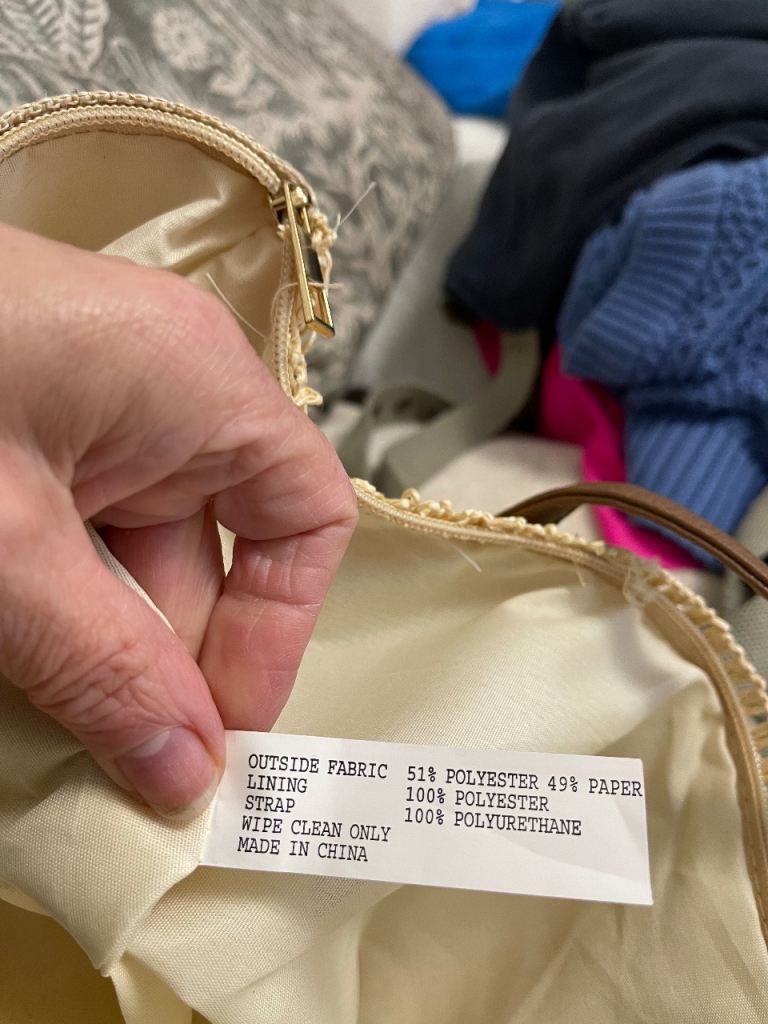 OUTSIDE FABRIC 51% POLYESTER 49% PAPER
LINING 100% POLYESTER
STRAP 100% POLYURETHANE
WIPE CLEAN ONLY
MADE IN CHINA